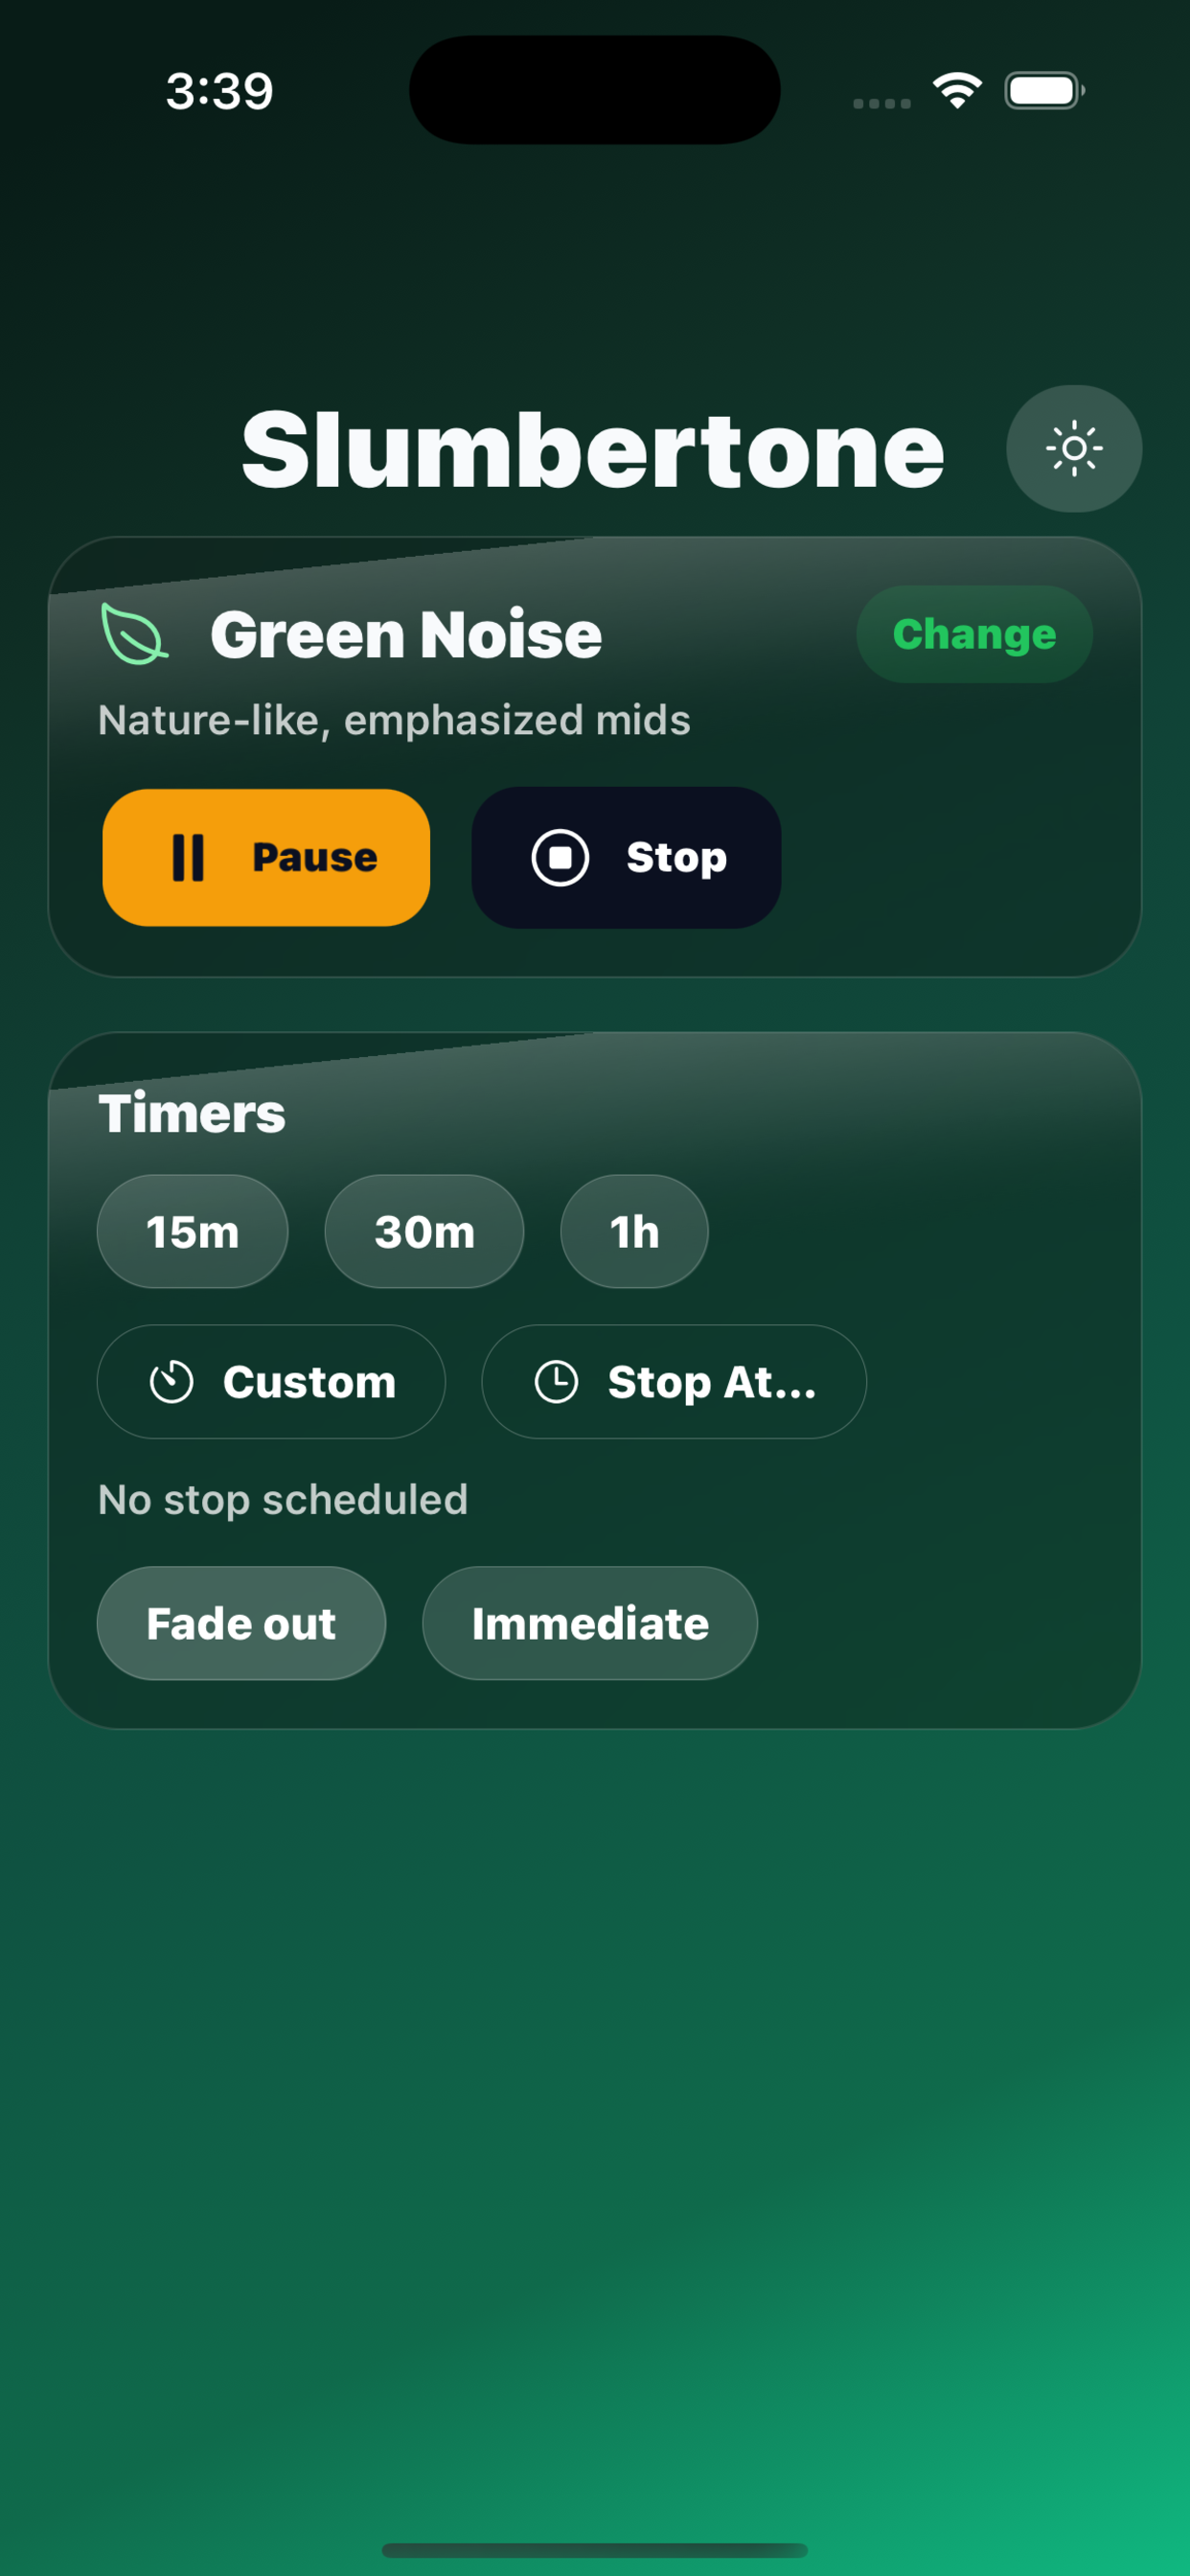 3:39
Slumbertone
Green Noise
Change
Nature-like, emphasized mids
Pause
Stop
Timers
15m
30m
1h
Custom
Stop At...
No stop scheduled
Fade out
Immediate